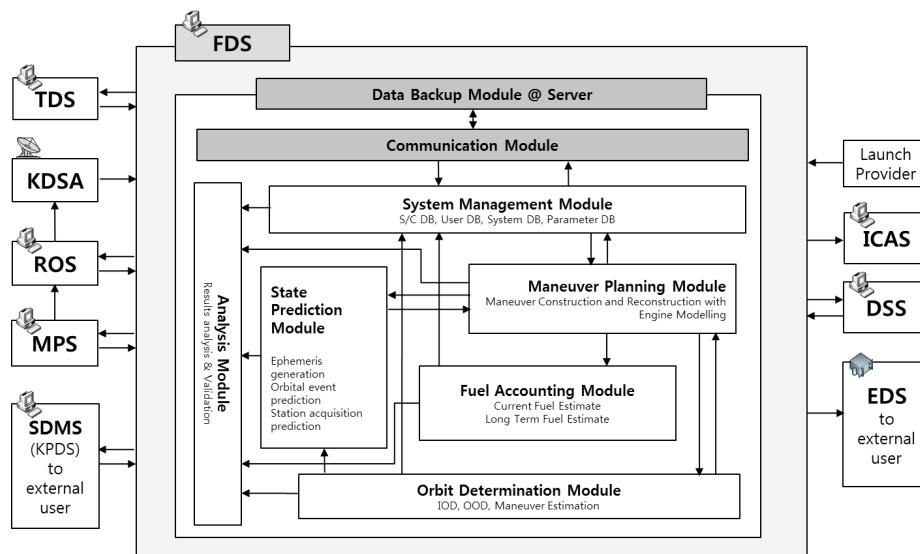 FDS
TDS
KDSA
ROS
MPS
SDMS
(KPDS)
to
external
user
Data Backup Module @ Server
Communication Module
System Management Module
S/C DB, User DB, System DB, Parameter DB
Analysis Module
Results analysis & Validation
State
Prediction
Module
Ephemeris
generation
Orbital event
prediction
Station acquisition
prediction
Maneuver Planning Module
Maneuver Construction and Reconstruction with
Engine Modelling
Fuel Accounting Module
Current Fuel Estimate
Long Term Fuel Estimate
Orbit Determination Module
IOD, OOD, Maneuver Estimation
Launch
Provider
ICAS
DSS
EDS
to
external
user